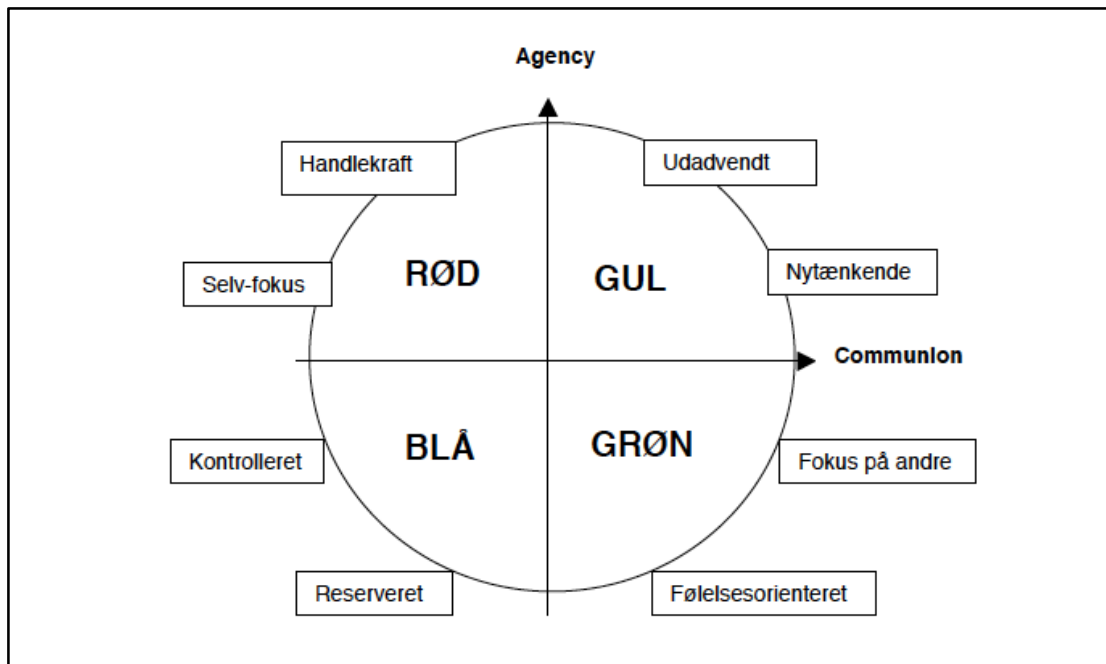 Agency
Handlekraft
Udadvendt
Selv-fokus
RØD
GUL
Nytænkende
Communion
Kontrolleret
BLÅ
GRØN
Fokus på andre
Reserveret
Følelsesorienteret